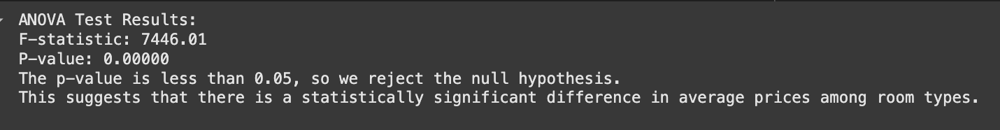 ANOVA Test Results:
F-statistic: 7446.01
P-value: 0.00000
The p-value is less than 0.05, so we reject the null hypothesis.
This suggests that there is a statistically significant difference in average prices among room types.